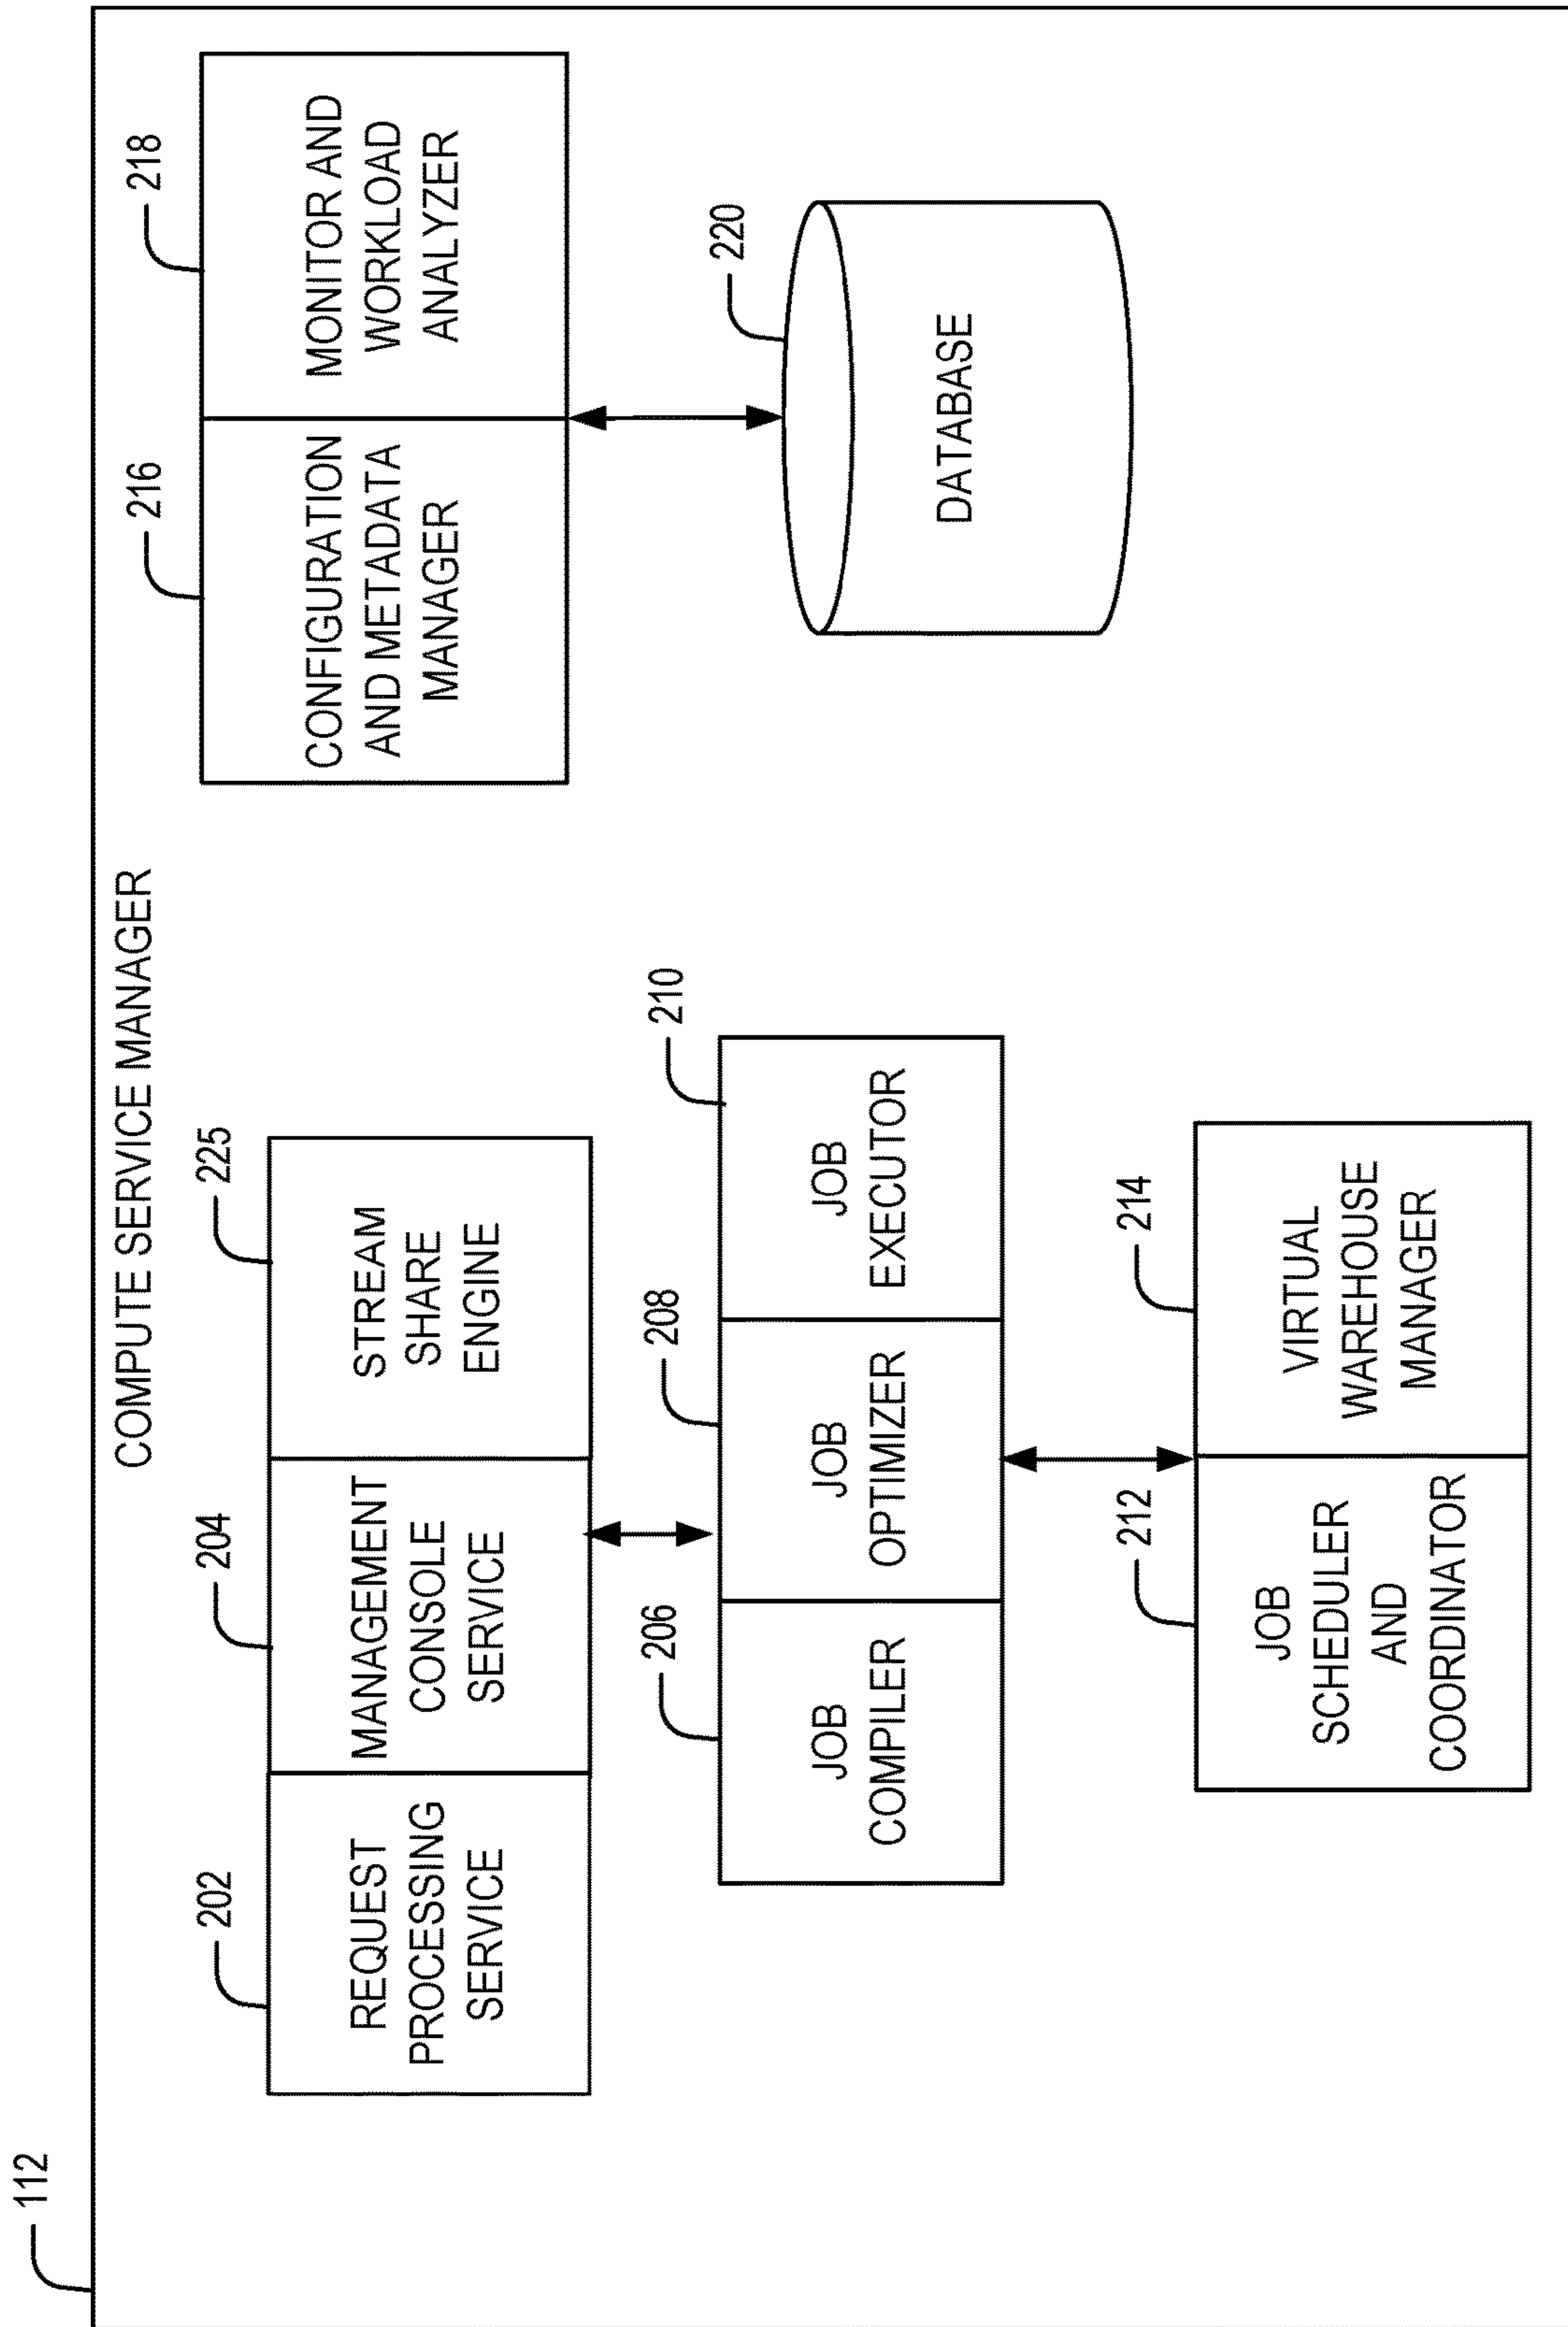 112
COMPUTE SERVICE MANAGER
202
REQUEST
PROCESSING
SERVICE
204
MANAGEMENT
CONSOLE
SERVICE
225
STREAM
SHARE
ENGINE
206
JOB
COMPILER
208
JOB
OPTIMIZER
210
JOB
EXECUTOR
212
JOB
SCHEDULER
AND
COORDINATOR
214
VIRTUAL
WAREHOUSE
MANAGER
216
CONFIGURATION
AND METADATA
MANAGER
218
MONITOR AND
WORKLOAD
ANALYZER
220
DATABASE